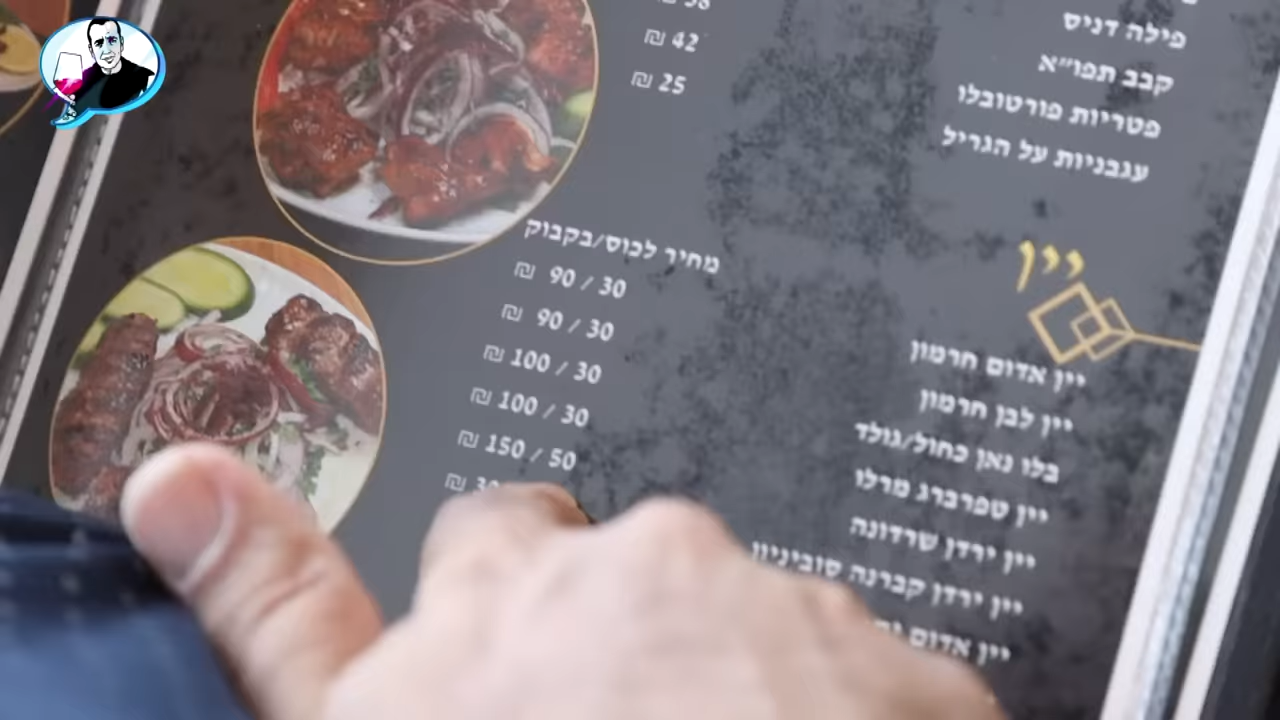 פילה דניס
קבב תפו״א
₪ 42
פטריות פורטובלו
₪ 25
עגבניות על הגריל
יין
מחיר לכוס/בקבוק
יין אדום חרמון
₪ 90 / 30
יין לבן חרמון
₪ 90 / 30
בלו נאן כחול/גולד
₪ 100 / 30
יין טפרברג מרלו
₪ 100 / 30
יין ירדן שרדונה
₪ 150 / 50
יין ירדן קברנה סוביניון
₪
יין אדום